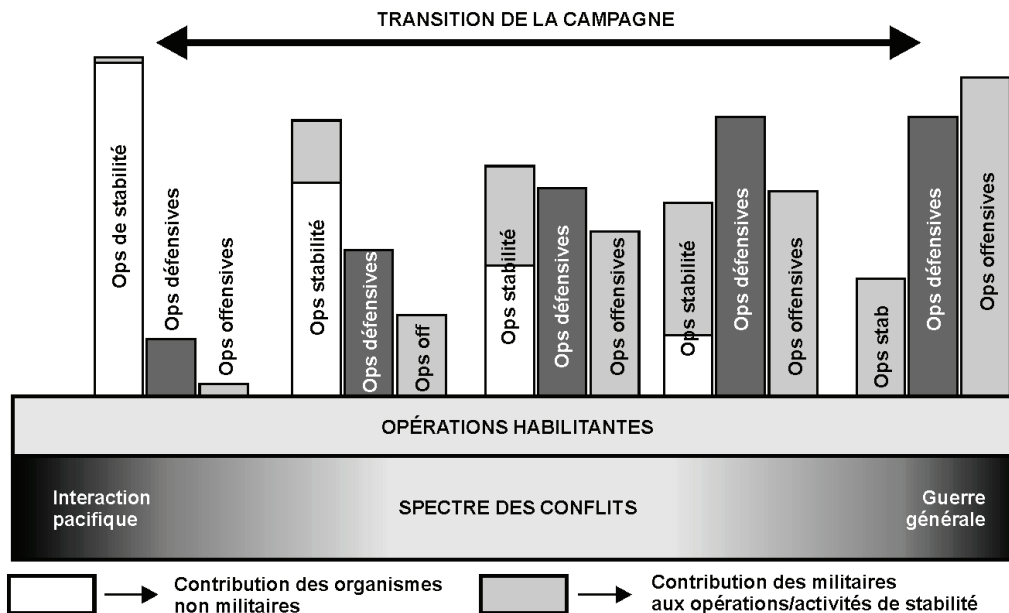 TRANSITION DE LA CAMPAGNE
Ops de stabilité
Ops défensives
Ops offensives
Ops stabilité
Ops défensives
Ops off
Ops stabilité
Ops défensives
Ops offensives
Ops stabilité
Ops défensives
Ops offensives
Ops stab
Ops défensives
Ops offensives
OPÉRATIONS HABILITANTES
Interaction
pacifique
SPECTRE DES CONFLITS
Guerre
générale
Contribution des organismes
non militaires
Contribution des militaires
aux opérations/activités de stabilité